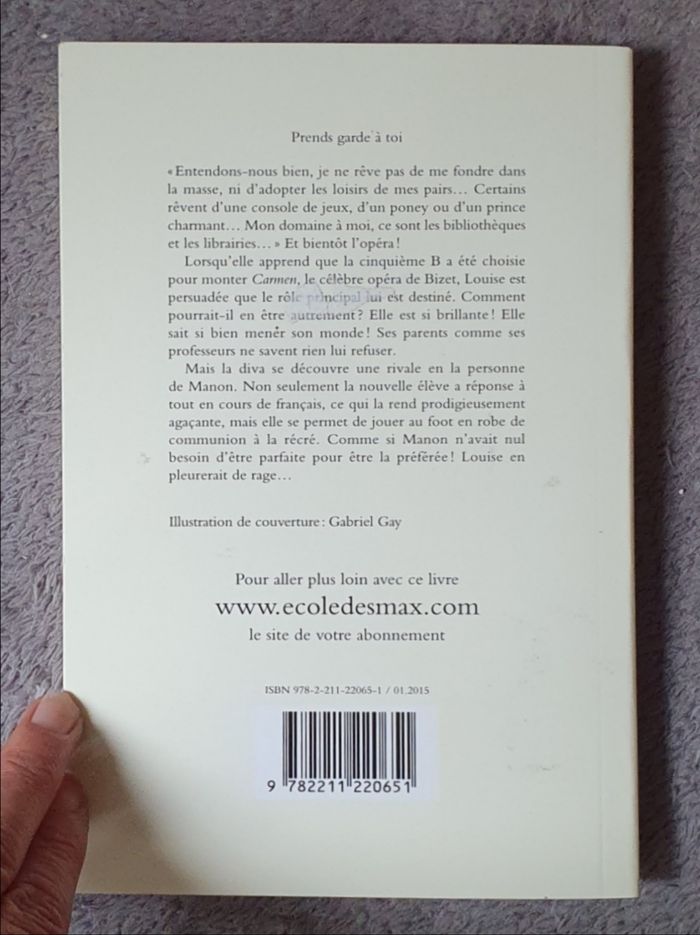 Prends garde à toi
« Entendons-nous bien, je ne rêve pas de me fondre dans
la masse, ni d'adopter les loisirs de mes pairs… Certains
rêvent d'une console de jeux, d'un poney ou d'un prince
charmant… Mon domaine à moi, ce sont les bibliothèques
et les librairies… » Et bientôt l'opéra !
Lorsqu'elle apprend que la cinquième B a été choisie
pour monter Carmen, le célèbre opéra de Bizet, Louise est
persuadée que le rôle principal lui est destiné. Comment
pourrait-il en être autrement ? Elle est si brillante ! Elle
sait si bien mener son monde ! Ses parents comme ses
professeurs ne savent rien lui refuser.
Mais la diva se découvre une rivale en la personne
de Manon. Non seulement la nouvelle élève a réponse à
tout en cours de français, ce qui la rend prodigieusement
agaçante, mais elle se permet de jouer au foot en robe de
communion à la récré. Comme si Manon n'avait nul
besoin d'être parfaite pour être la préférée ! Louise en
pleurerait de rage…
Illustration de couverture : Gabriel Gay
Pour aller plus loin avec ce livre
www.ecoledesmax.com
le site de votre abonnement
ISBN 978-2-211-22065-1 / 01.2015
9 782211 220651